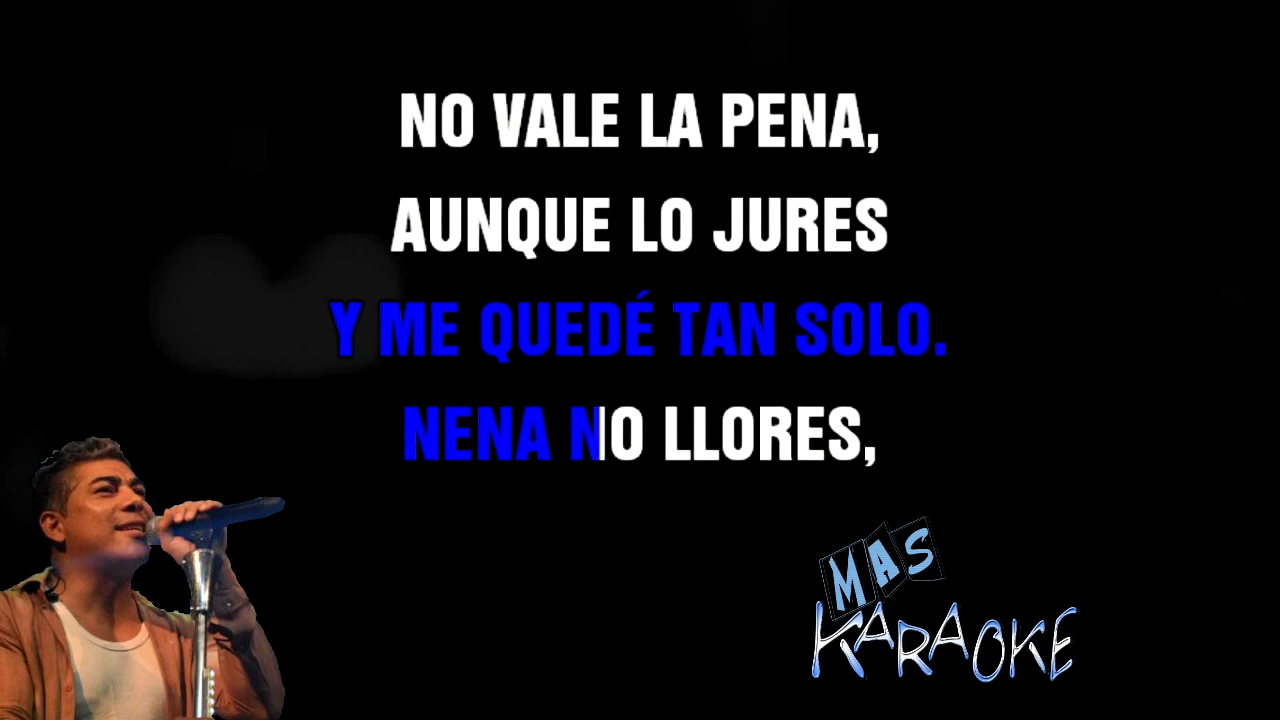 NO VALE LA PENA,
AUNQUE LO JURES
Y ME QUEDÉ TAN SOLO.
NENA NO LLORES,
MAS
KARAOKE